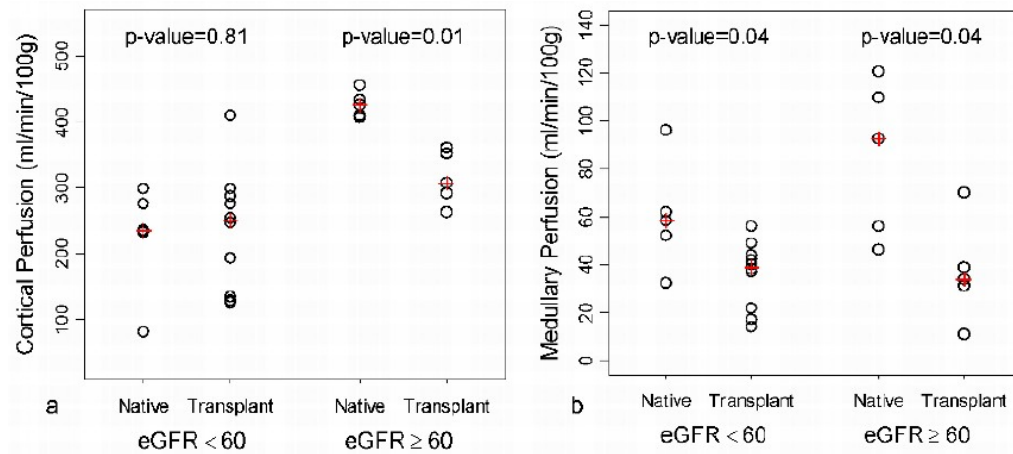 p-value=0.81 p-value=0.01
Cortical Perfusion (ml/min/100g)
500
400
300
200
100
a
Native Transplant Native Transplant
eGFR < 60 eGFR ≥ 60
p-value=0.04 p-value=0.04
Medullary Perfusion (ml/min/100g)
140
120
100
80
60
40
20
0
b
Native Transplant Native Transplant
eGFR < 60 eGFR ≥ 60